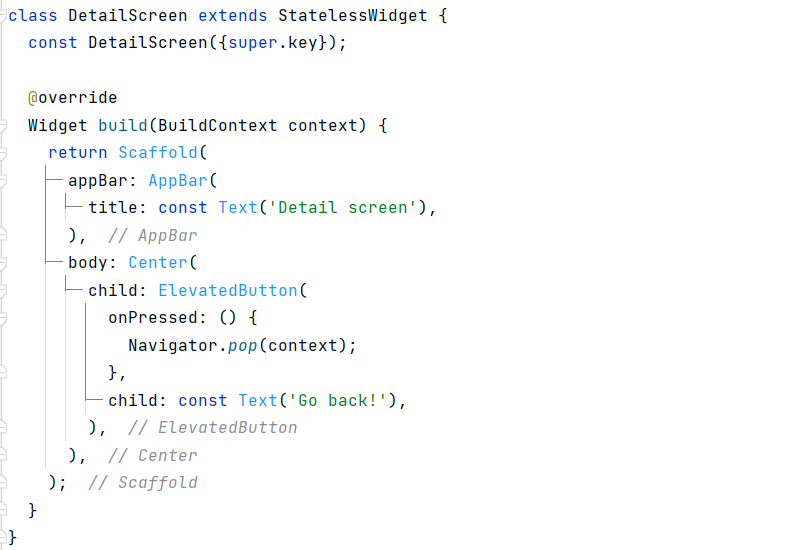 class DetailScreen extends StatelessWidget {
  const DetailScreen({super.key});

  @override
  Widget build(BuildContext context) {
    return Scaffold(
      appBar: AppBar(
        title: const Text('Detail screen'),
      ),  // AppBar
      body: Center(
        child: ElevatedButton(
          onPressed: () {
            Navigator.pop(context);
          },
          child: const Text('Go back!'),
        ),  // ElevatedButton
      ),  // Center
    );  // Scaffold
  }
}